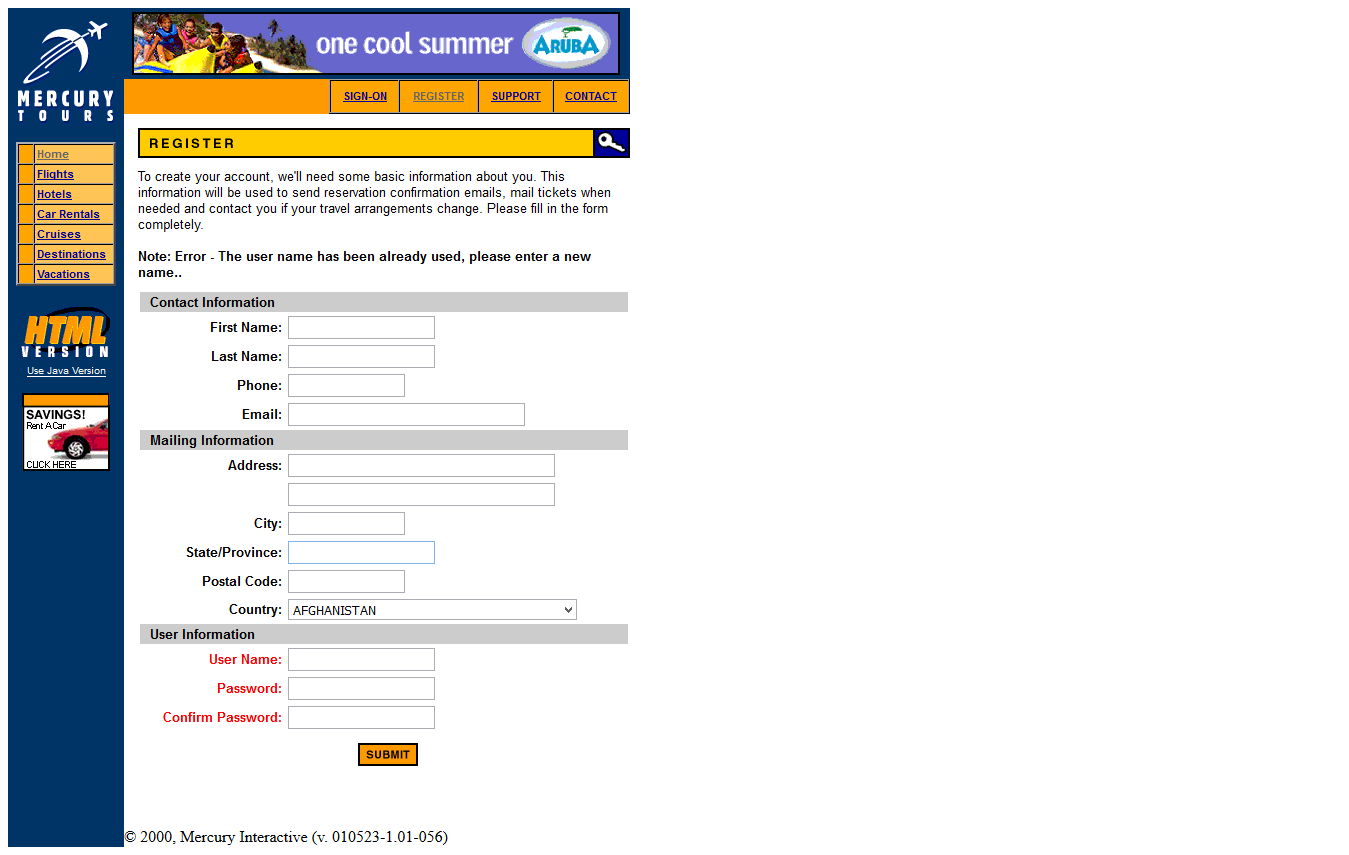 one cool summer ARUBA
MERCURY
TOURS
SIGN-ON REGISTER SUPPORT CONTACT
Home
Flights
Hotels
Car Rentals
Cruises
Destinations
Vacations
HTML
VERSION
Use Java Version
SAVINGS!
Rent A Car
CLICK HERE
REGISTER
To create your account, we'll need some basic information about you. This
information will be used to send reservation confirmation emails, mail tickets when
needed and contact you if your travel arrangements change. Please fill in the form
completely.
Note: Error - The user name has been already used, please enter a new
name..
Contact Information
First Name:
Last Name:
Phone:
Email:
Mailing Information
Address:
City:
State/Province:
Postal Code:
Country: AFGHANISTAN
User Information
User Name:
Password:
Confirm Password:
SUBMIT
© 2000, Mercury Interactive (v. 010523-1.01-056)